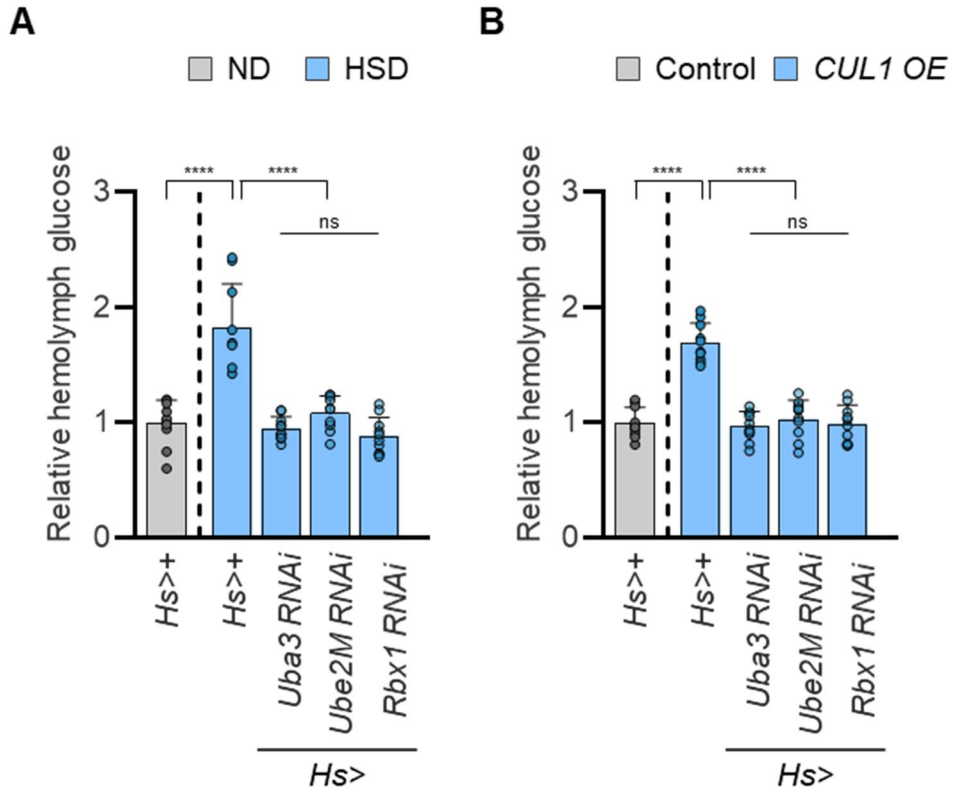 A
ND HSD
Relative hemolymph glucose
3
2
1
0
****
****
ns
Hs>+
Hs>+
Uba3 RNAi
Ube2M RNAi
Rbx1 RNAi
Hs>
B
Control CUL1 OE
Relative hemolymph glucose
3
2
1
0
****
****
ns
Hs>+
Hs>+
Uba3 RNAi
Ube2M RNAi
Rbx1 RNAi
Hs>